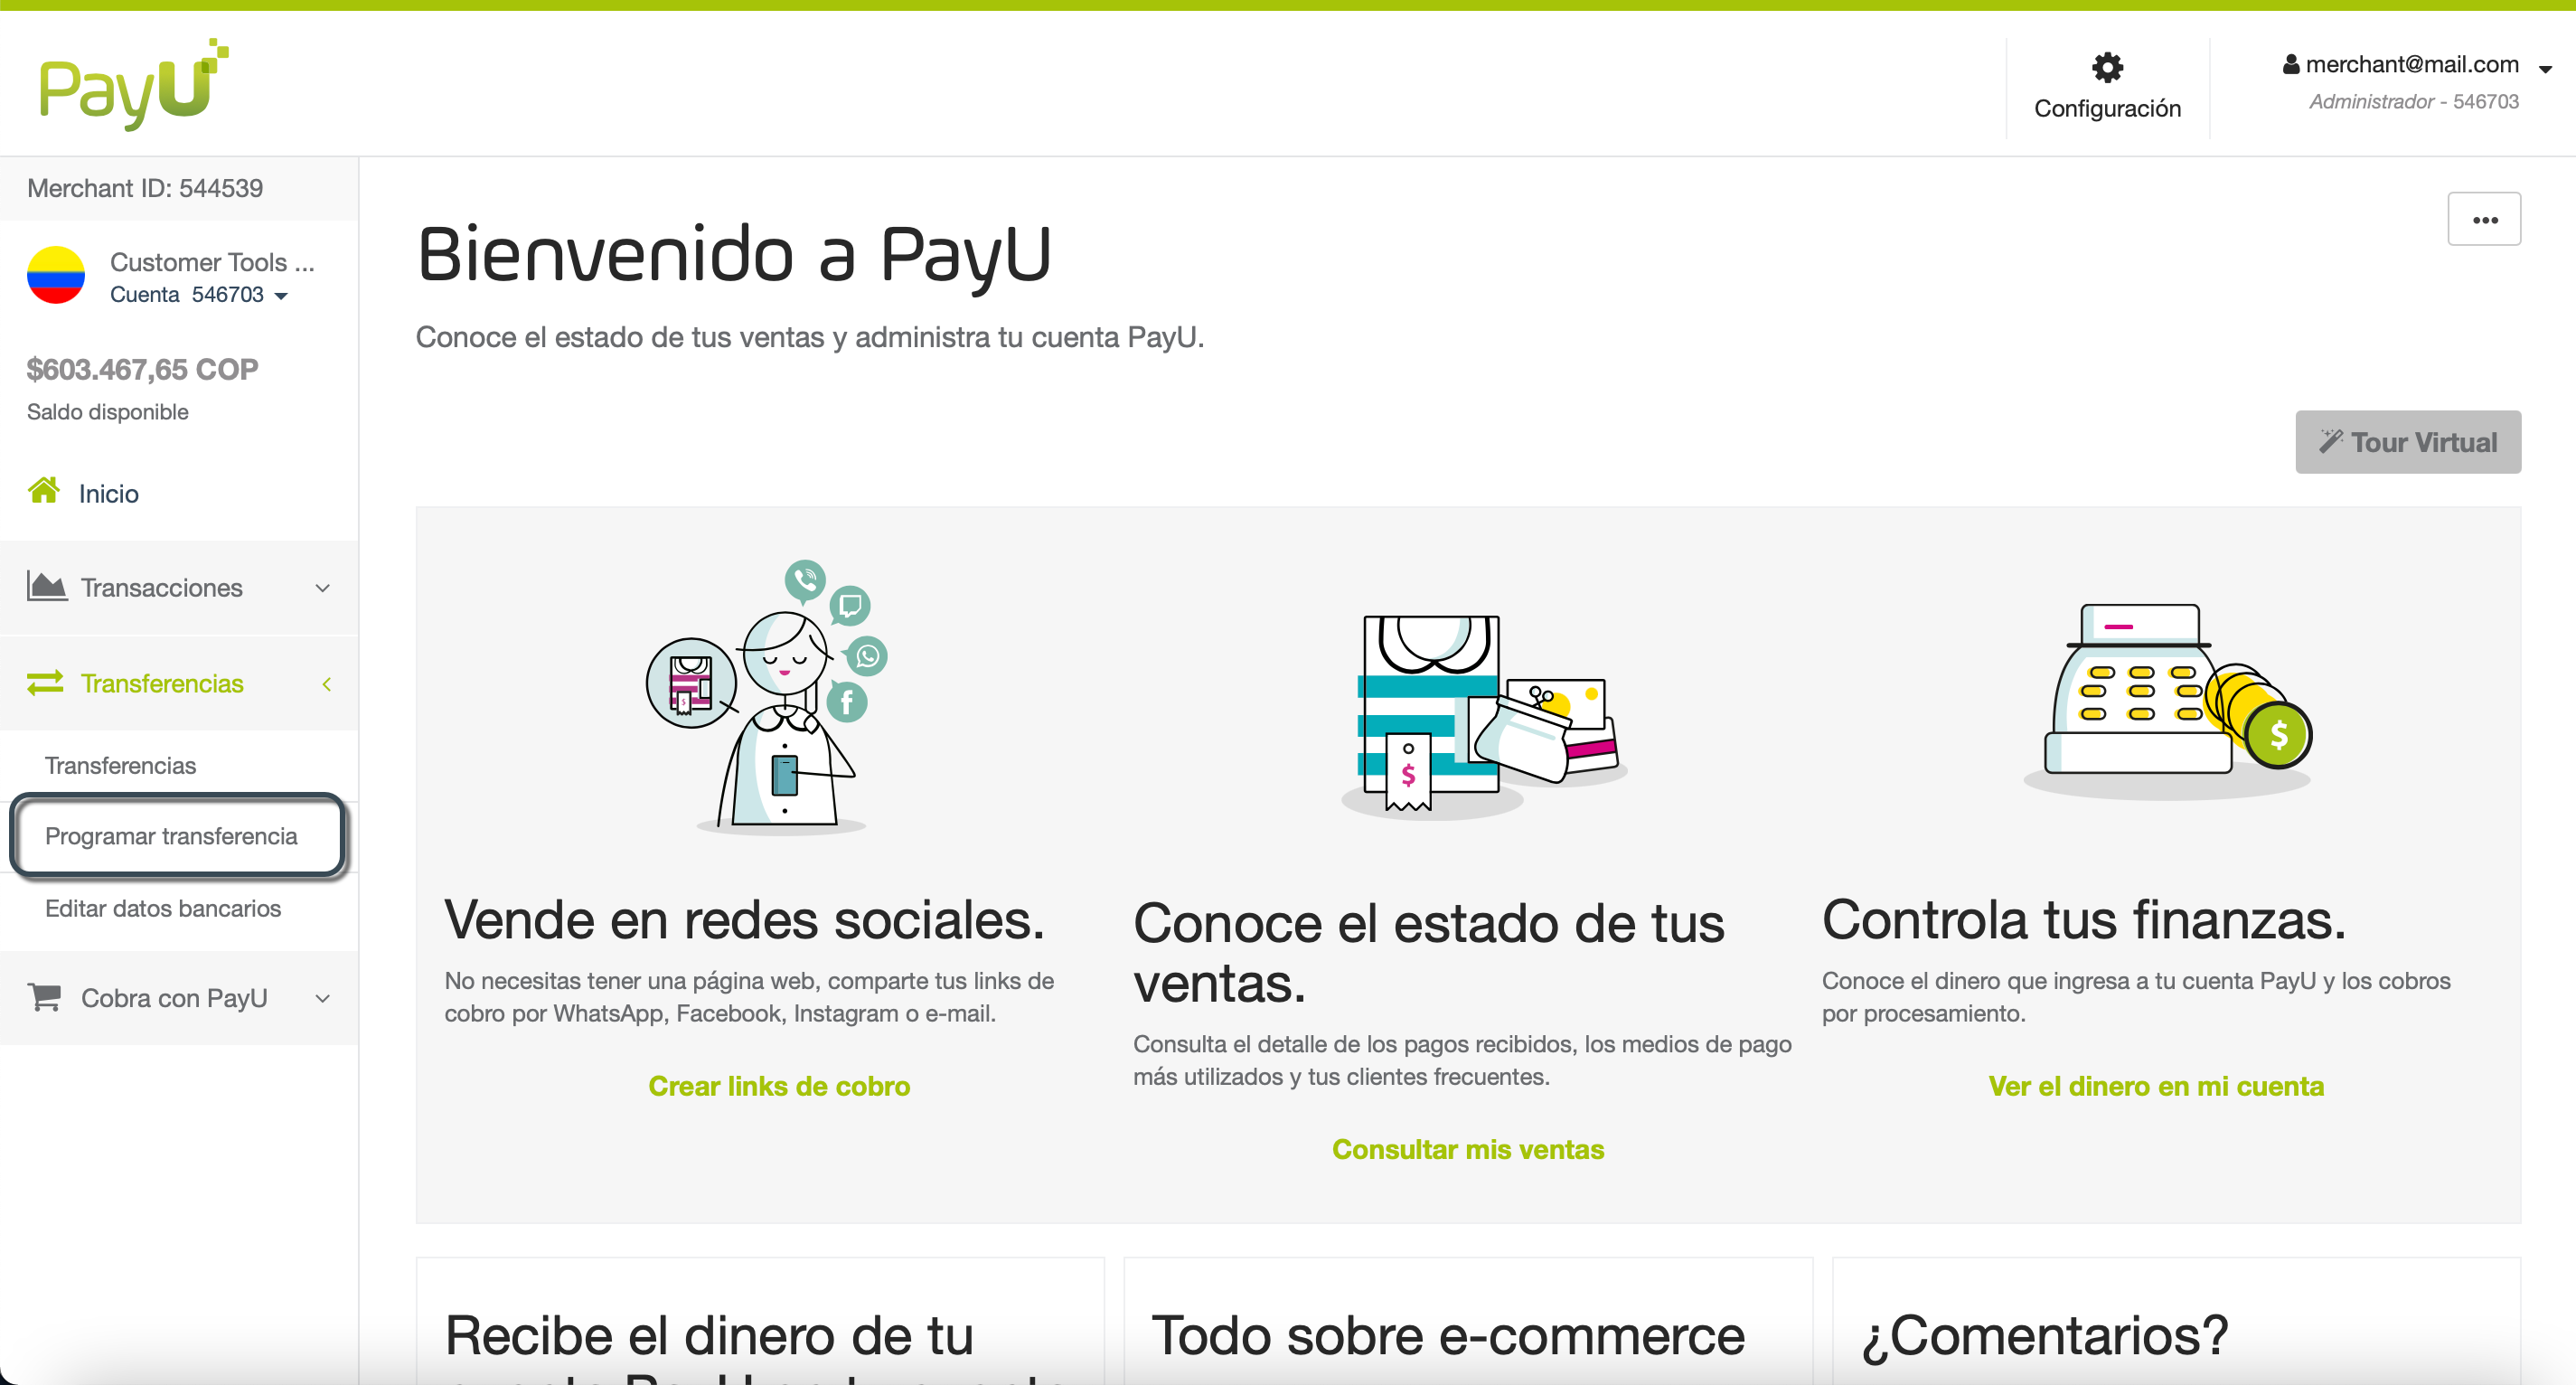 PayU
Configuración
merchant@mail.com
Administrador - 546703
Merchant ID: 544539
Customer Tools ...
Cuenta 546703
$603.467,65 COP
Saldo disponible
Inicio
Transacciones
Transferencias
Transferencias
Programar transferencia
Editar datos bancarios
Cobra con PayU
Bienvenido a PayU
Conoce el estado de tus ventas y administra tu cuenta PayU.
Tour Virtual
Vende en redes sociales.
No necesitas tener una página web, comparte tus links de
cobro por WhatsApp, Facebook, Instagram o e-mail.
Crear links de cobro
Conoce el estado de tus
ventas.
Consulta el detalle de los pagos recibidos, los medios de pago
más utilizados y tus clientes frecuentes.
Consultar mis ventas
Controla tus finanzas.
Conoce el dinero que ingresa a tu cuenta PayU y los cobros
por procesamiento.
Ver el dinero en mi cuenta
Recibe el dinero de tu
Todo sobre e-commerce
¿Comentarios?